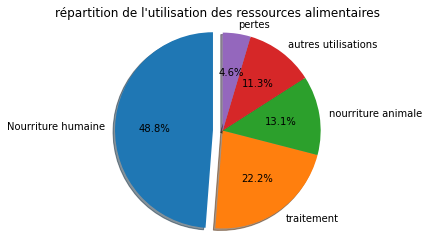 répartition de l'utilisation des ressources alimentaires
pertes
autres utilisations
4.6%
11.3%
nourriture animale
13.1%
Nourriture humaine
48.8%
22.2%
traitement